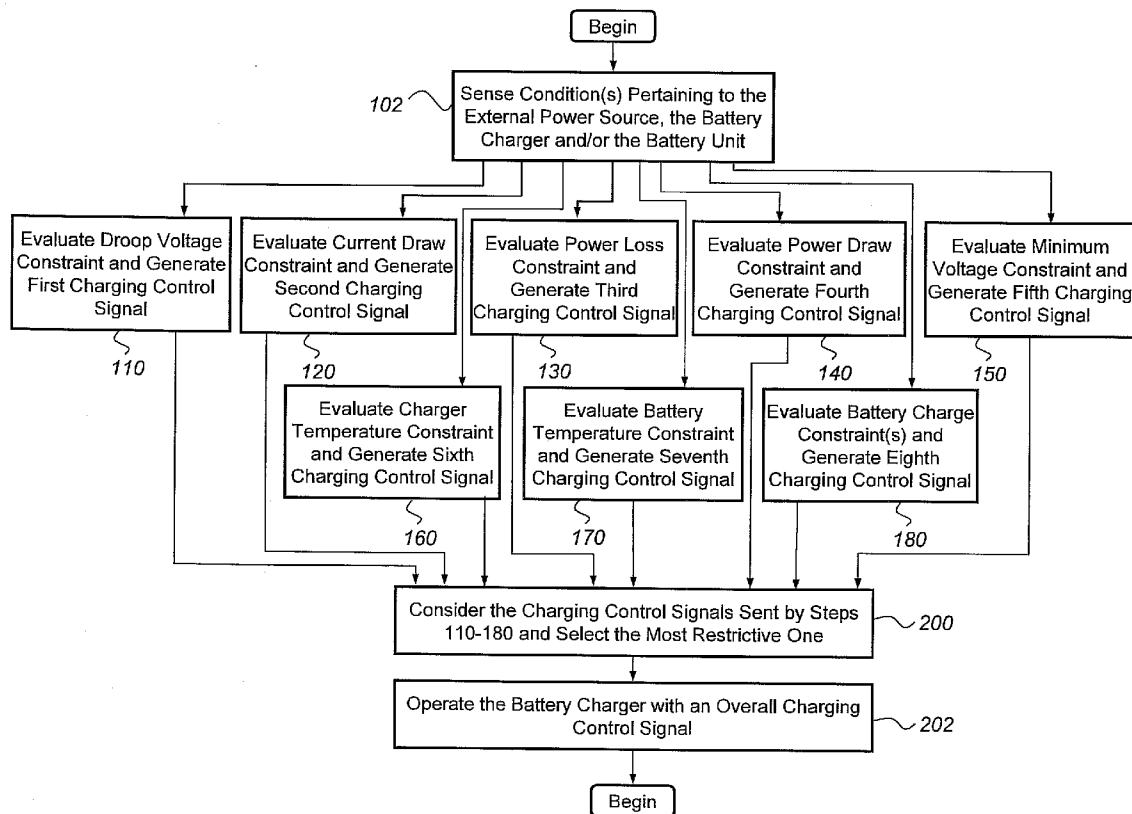 Begin
102
Sense Condition(s) Pertaining to the
External Power Source, the Battery
Charger and/or the Battery Unit
Evaluate Droop Voltage
Constraint and Generate
First Charging Control
Signal
110
Evaluate Current Draw
Constraint and Generate
Second Charging
Control Signal
120
Evaluate Power Loss
Constraint and
Generate Third
Charging Control Signal
130
Evaluate Power Draw
Constraint and
Generate Fourth
Charging Control Signal
140
Evaluate Minimum
Voltage Constraint and
Generate Fifth Charging
Control Signal
150
Evaluate Charger
Temperature Constraint
and Generate Sixth
Charging Control Signal
160
Evaluate Battery
Temperature Constraint
and Generate Seventh
Charging Control Signal
170
Evaluate Battery Charge
Constraint(s) and
Generate Eighth
Charging Control Signal
180
Consider the Charging Control Signals Sent by Steps
110-180 and Select the Most Restrictive One
200
Operate the Battery Charger with an Overall Charging
Control Signal
202
Begin